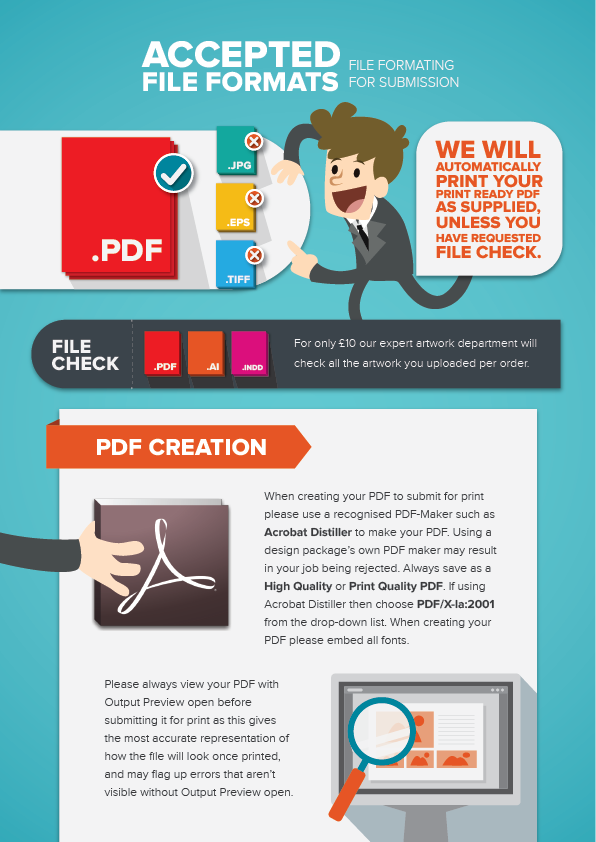 ACCEPTED
FILE FORMATS
FILE FORMATING
FOR SUBMISSION
.PDF
.JPG
.EPS
.TIFF
WE WILL
AUTOMATICALLY
PRINT YOUR
PRINT READY PDF
AS SUPPLIED,
UNLESS YOU
HAVE REQUESTED
FILE CHECK.
FILE
CHECK
.PDF
.AI
.INDD
For only £10 our expert artwork department will
check all the artwork you uploaded per order.
PDF CREATION
When creating your PDF to submit for print
please use a recognised PDF-Maker such as
Acrobat Distiller to make your PDF. Using a
design package's own PDF maker may result
in your job being rejected. Always save as a
High Quality or Print Quality PDF. If using
Acrobat Distiller then choose PDF/X-la:2001
from the drop-down list. When creating your
PDF please embed all fonts.
Please always view your PDF with
Output Preview open before
submitting it for print as this gives
the most accurate representation of
how the file will look once printed,
and may flag up errors that aren't
visible without Output Preview open.